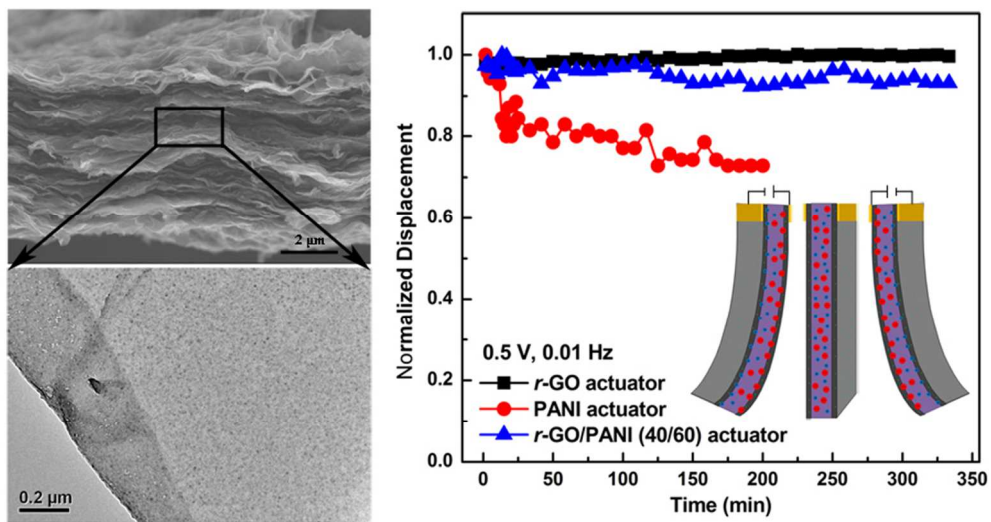 2 μm
0.2 μm
Normalized Displacement
1.0
0.8
0.6
0.4
0.2
0.0
0.5 V, 0.01 Hz
r-GO actuator
PANI actuator
r-GO/PANI (40/60) actuator
0 50 100 150 200 250 300 350
Time (min)